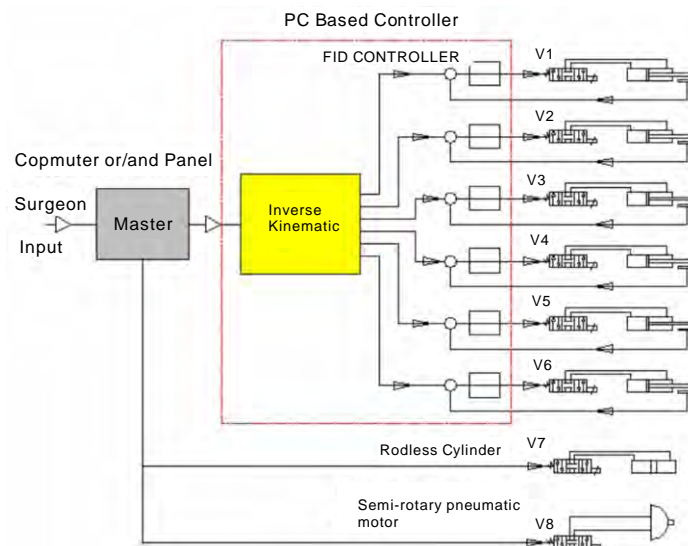 PC Based Controller
FID CONTROLLER
V1
V2
Copmuter or/and Panel
V3
Surgeon
Master
Inverse
Kinematic
Input
V4
V5
V6
Rodless Cylinder
V7
Semi-rotary pneumatic
motor
V8